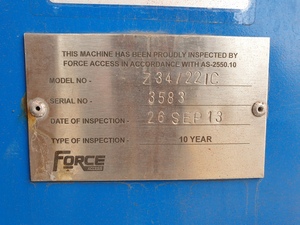 THIS MACHINE HAS BEEN PROUDLY INSPECTED BY
FORCE ACCESS IN ACCORDANCE WITH AS-2550.10
MODEL NO - Z34/22IC
SERIAL NO - 3583
DATE OF INSPECTION - 26 SEP 13
TYPE OF INSPECTION - 10 YEAR
FORCE
ACCESS